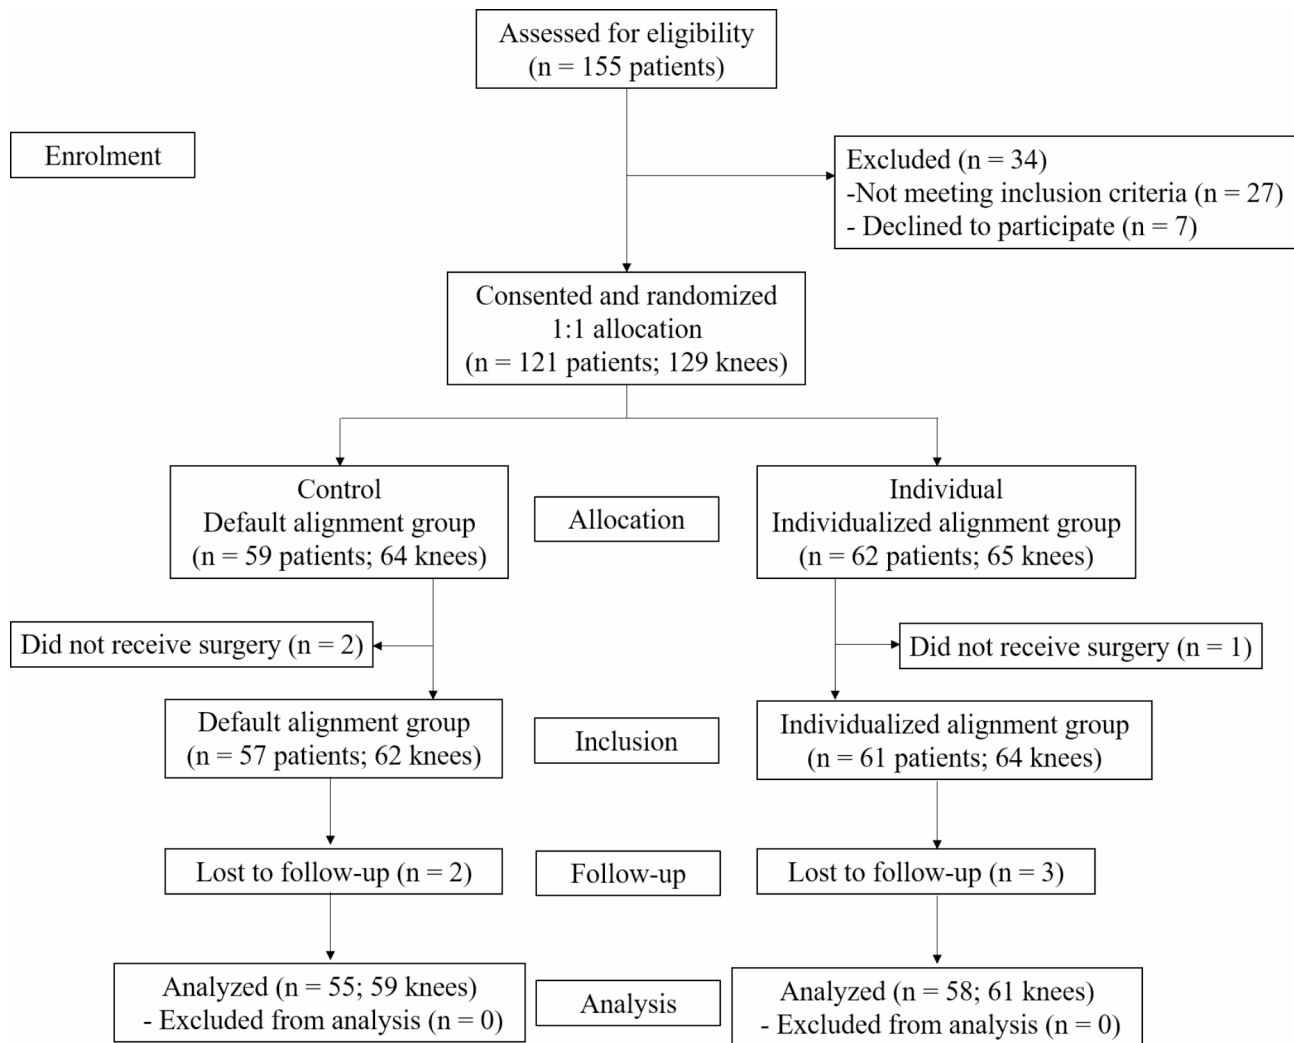 Assessed for eligibility
(n = 155 patients)
Enrolment
Excluded (n = 34)
-Not meeting inclusion criteria (n = 27)
- Declined to participate (n = 7)
Consented and randomized
1:1 allocation
(n = 121 patients; 129 knees)
Control
Default alignment group
(n = 59 patients; 64 knees)
Allocation
Individual
Individualized alignment group
(n = 62 patients; 65 knees)
Did not receive surgery (n = 2)
Did not receive surgery (n = 1)
Default alignment group
(n = 57 patients; 62 knees)
Inclusion
Individualized alignment group
(n = 61 patients; 64 knees)
Lost to follow-up (n = 2)
Follow-up
Lost to follow-up (n = 3)
Analyzed (n = 55; 59 knees)
- Excluded from analysis (n = 0)
Analysis
Analyzed (n = 58; 61 knees)
- Excluded from analysis (n = 0)